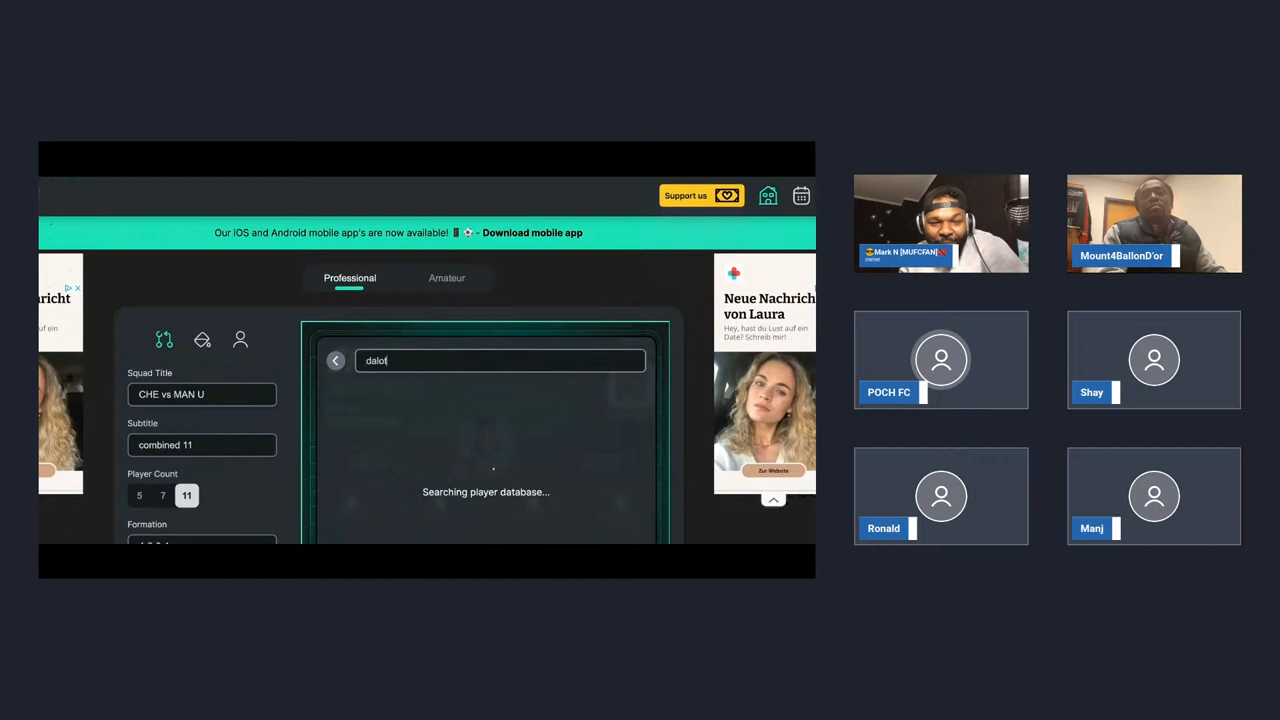 Support us
Our iOS and Android mobile app's are now available! - Download mobile app
Professional
Amateur
Neue Nachricht
von Laura
Hey, hast du Lust auf ein
Date? Schreib mir!
Zur Website
Squad Title
CHE vs MAN U
Subtitle
combined 11
Player Count
5 7 11
Formation
dalot
Searching player database...
Mark N [MUFCFAN]
owner
Mount4BallonD'or
POCH FC
Shay
Ronald
Manj